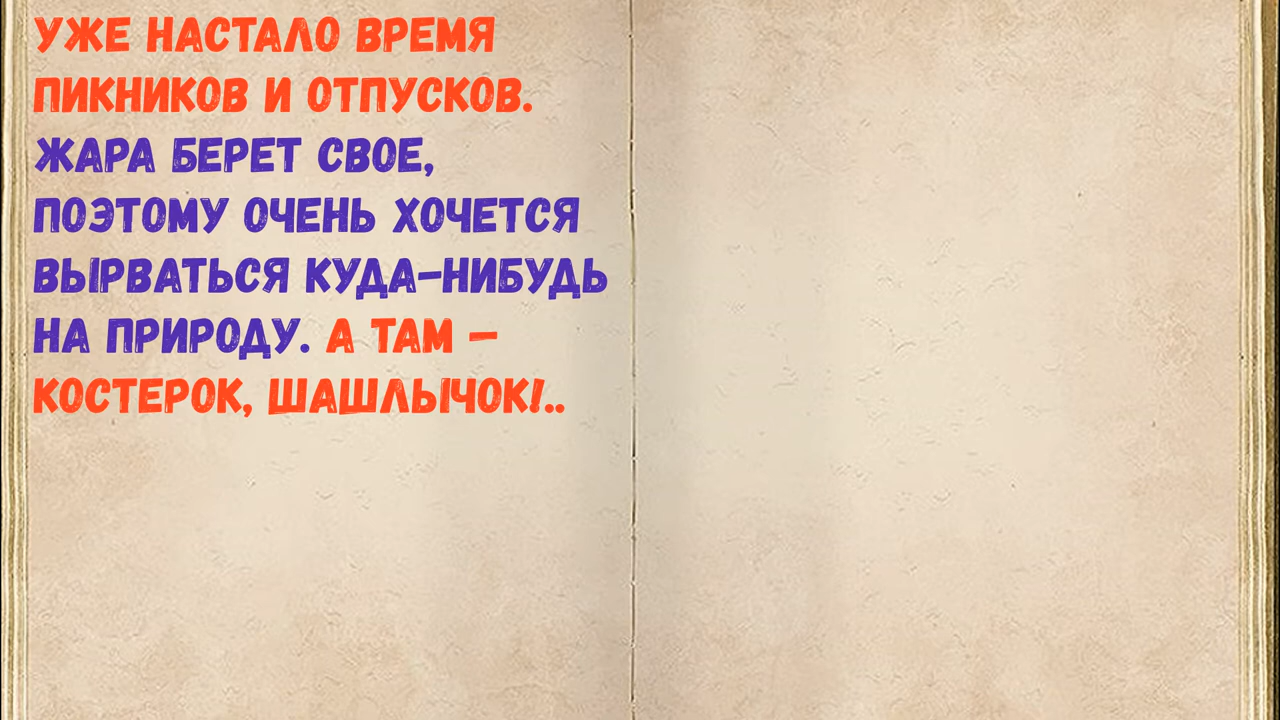 УЖЕ НАСТАЛО ВРЕМЯ
ПИКНИКОВ И ОТПУСКОВ.
ЖАРА БЕРЕТ СВОЕ,
ПОЭТОМУ ОЧЕНЬ ХОЧЕТСЯ
ВЫРВАТЬСЯ КУДА-НИБУДЬ
НА ПРИРОДУ. А ТАМ –
КОСТЕРОК, ШАШЛЫЧОК!..